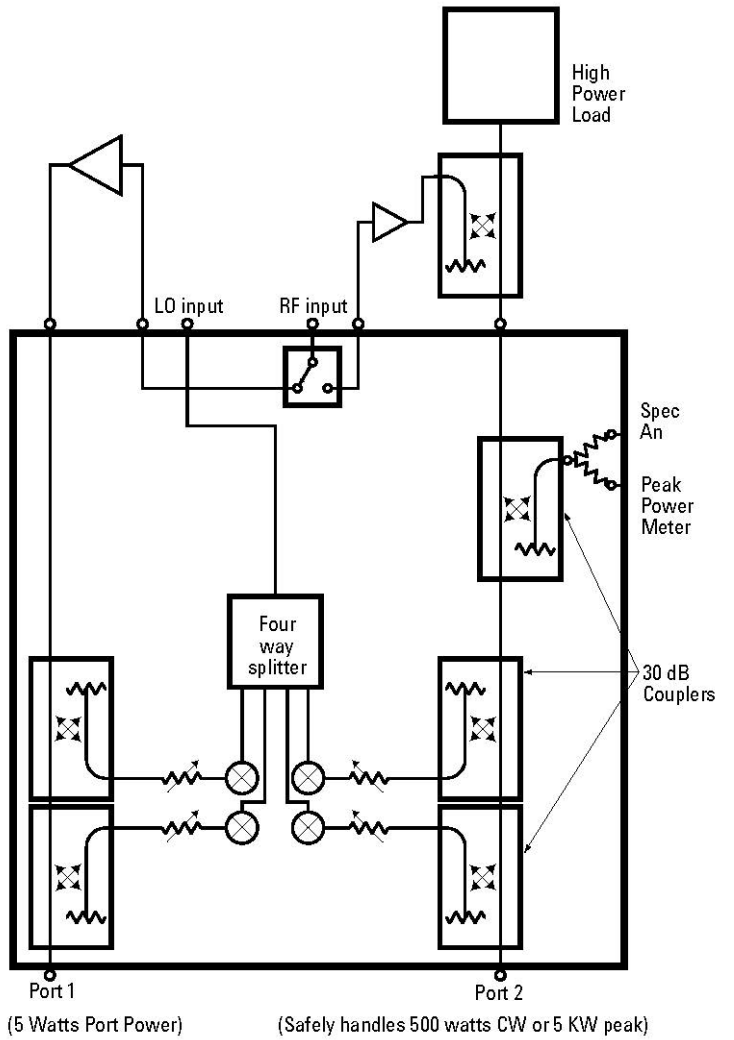 High
Power
Load
LO input
RF input
Spec
An
Peak
Power
Meter
Four
way
splitter
30 dB
Couplers
Port 1
Port 2
(5 Watts Port Power)
(Safely handles 500 watts CW or 5 KW peak)